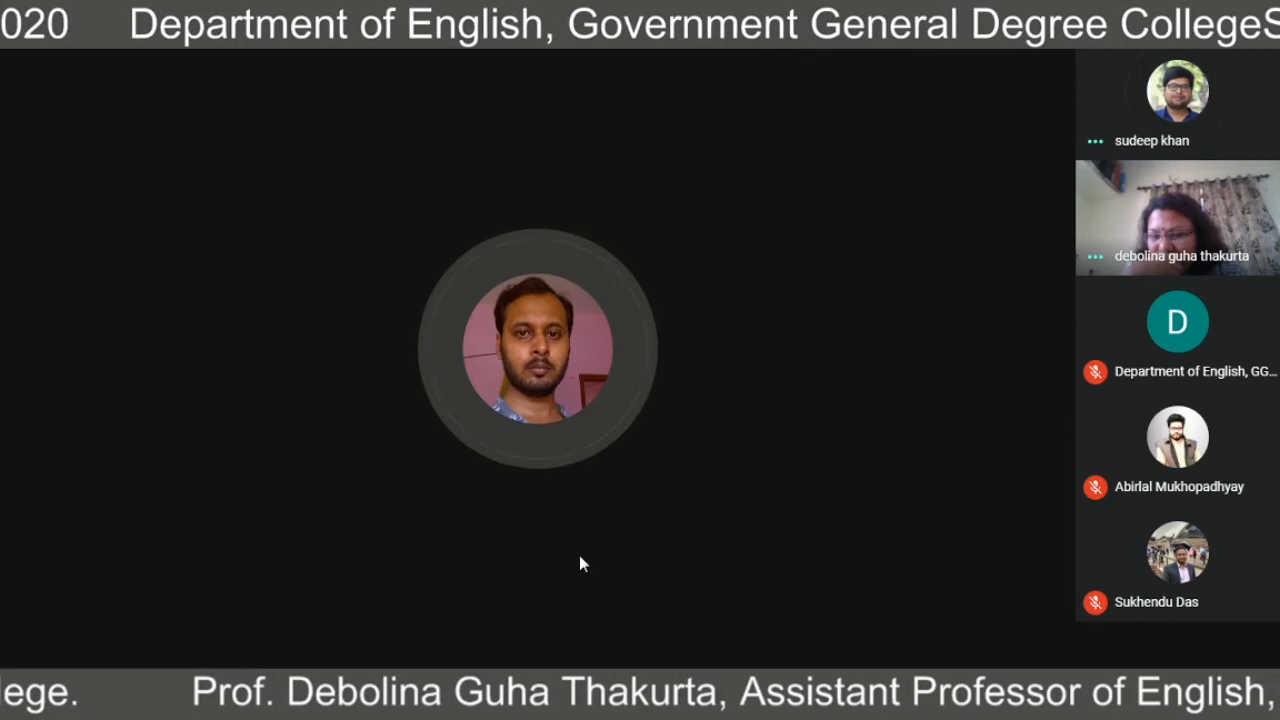 020 Department of English, Government General Degree CollegeS
sudeep khan
debolina guha thakurta
D
Department of English, GG...
Abirlal Mukhopadhyay
Sukhendu Das
lege. Prof. Debolina Guha Thakurta, Assistant Professor of English,